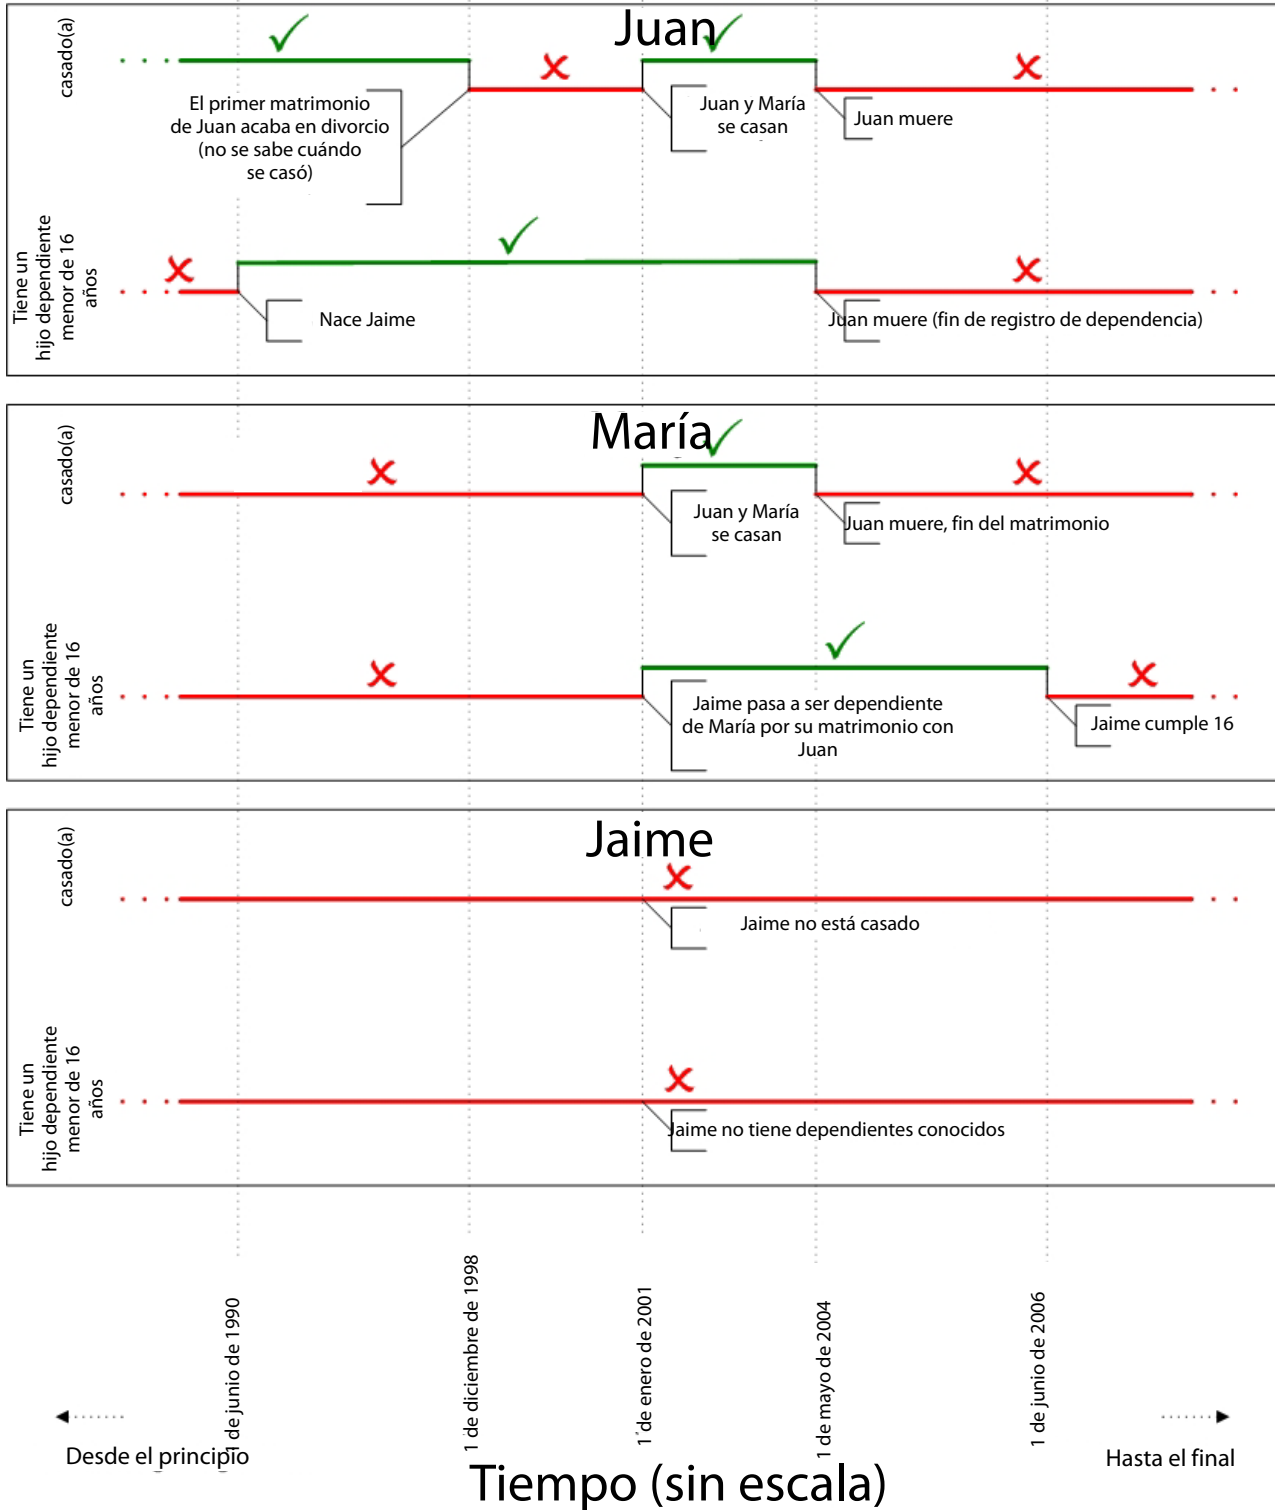 Juan
casado(a)
El primer matrimonio
de Juan acaba en divorcio
(no se sabe cuándo
se casó)
Juan y María
se casan
Juan muere
Tiene un
hijo dependiente
menor de 16
años
Nace Jaime
Juan muere (fin de registro de dependencia)
María
casado(a)
Juan y María
se casan
Juan muere, fin del matrimonio
Tiene un
hijo dependiente
menor de 16
años
Jaime pasa a ser dependiente
de María por su matrimonio con
Juan
Jaime cumple 16
Jaime
casado(a)
Jaime no está casado
Tiene un
hijo dependiente
menor de 16
años
Jaime no tiene dependientes conocidos
1 de junio de 1990
1 de diciembre de 1998
1 de enero de 2001
1 de mayo de 2004
1 de junio de 2006
Desde el principio
Hasta el final
Tiempo (sin escala)